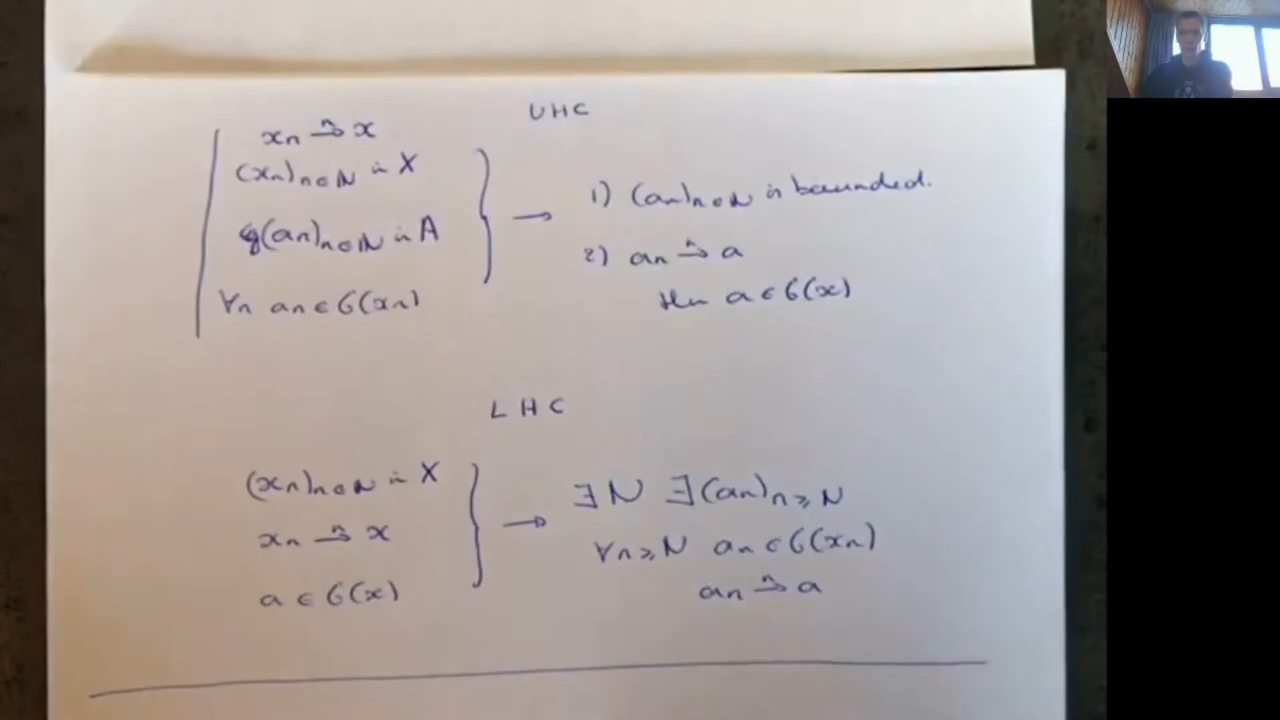 UHC
xₙ →ⁿ x
(xₙ)ₙ∈ℕ in X
(aₙ)ₙ∈ℕ in A
∀n aₙ ∈ G(xₙ)
→ 1) (aₙ)ₙ∈ℕ is bounded.
2) aₙ →ⁿ a
then a ∈ G(x)
LHC
(xₙ)ₙ∈ℕ in X
xₙ →ⁿ x
a ∈ G(x)
→ ∃N ∃(aₙ)ₙ≥N
∀n≥N aₙ ∈ G(xₙ)
aₙ →ⁿ a